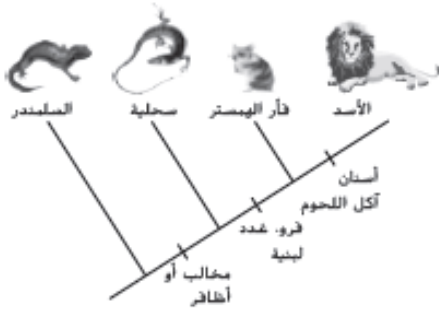 السلمندر
سحلية
فأر الهمستر
الأسد
أسنان
آكل اللحوم
فرو، غدد
لبنية
مخالب أو
أظافر